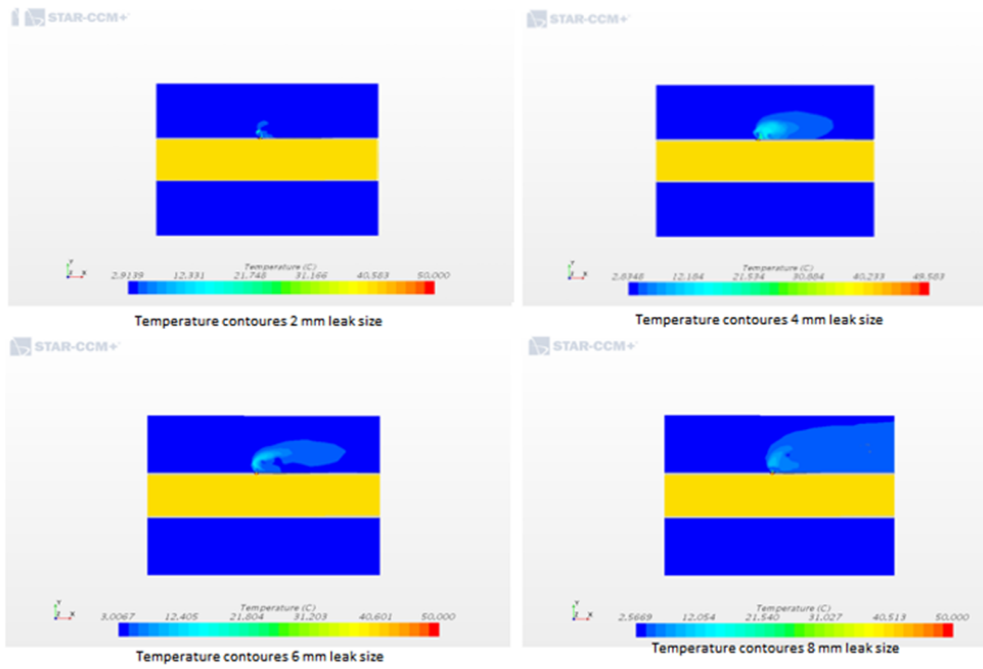 STAR-CCM+
STAR-CCM+
Y
Z X
Temperature (C)
2.9139 12.331 21.748 31.166 40.583 50.000
Y
Z X
Temperature (C)
2.8348 12.184 21.534 30.884 40.233 49.583
Temperature contoures 2 mm leak size
Temperature contoures 4 mm leak size
STAR-CCM+
STAR-CCM+
Y
Z X
Temperature (C)
3.0067 12.405 21.804 31.203 40.601 50.000
Y
Z X
Temperature (C)
2.5669 12.054 21.540 31.027 40.513 50.000
Temperature contoures 6 mm leak size
Temperature contoures 8 mm leak size